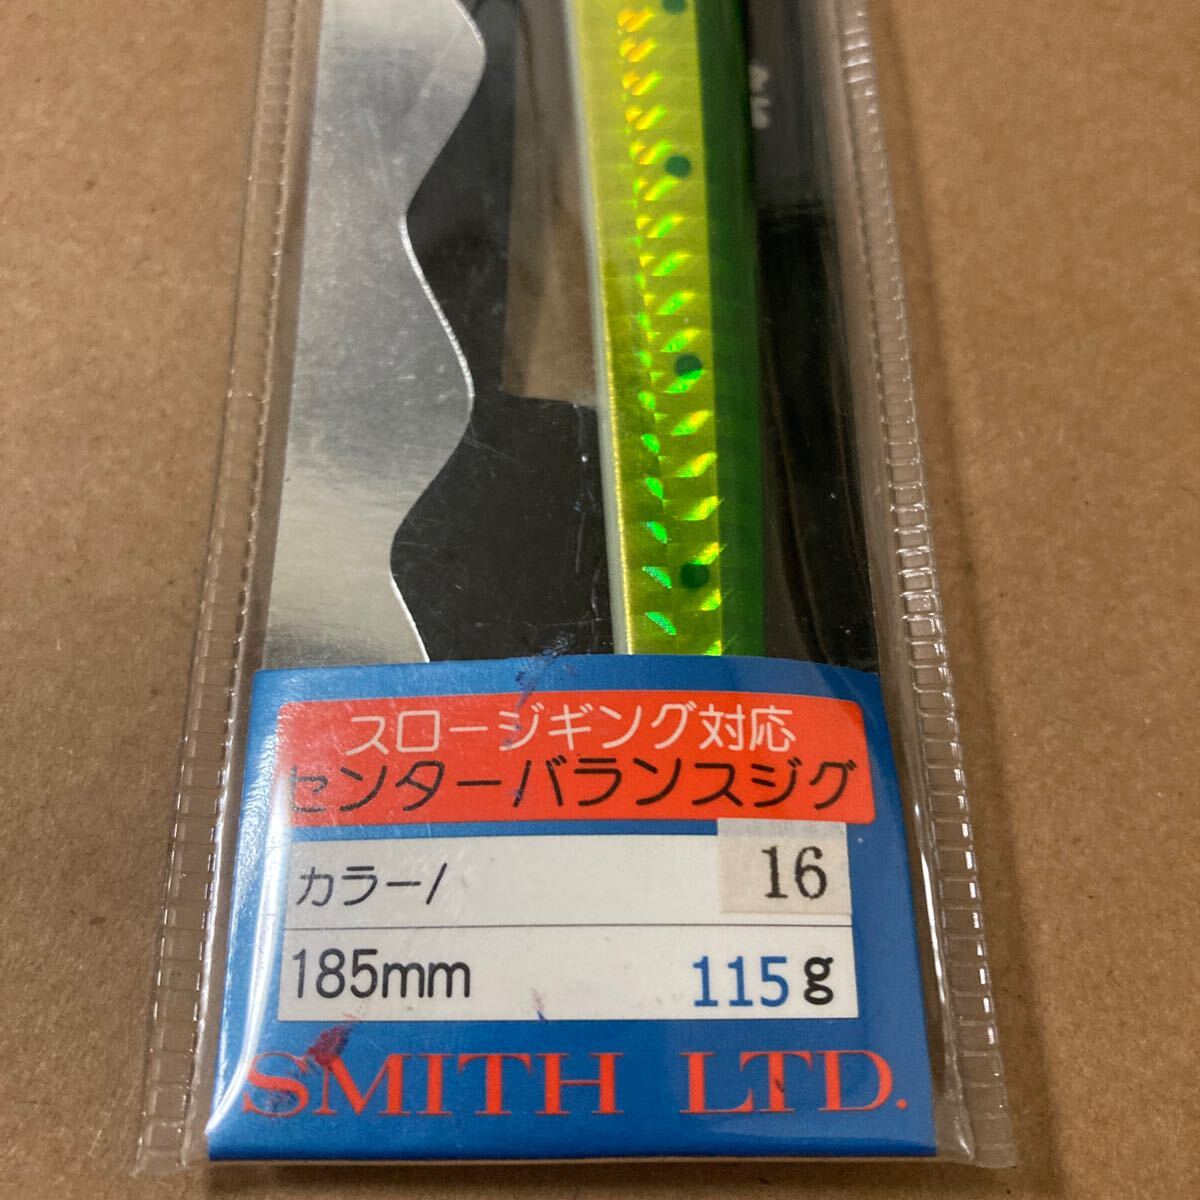 スロージギング対応
センターバランスジグ
カラー/ 16
185mm 115g
SMITH LTD.